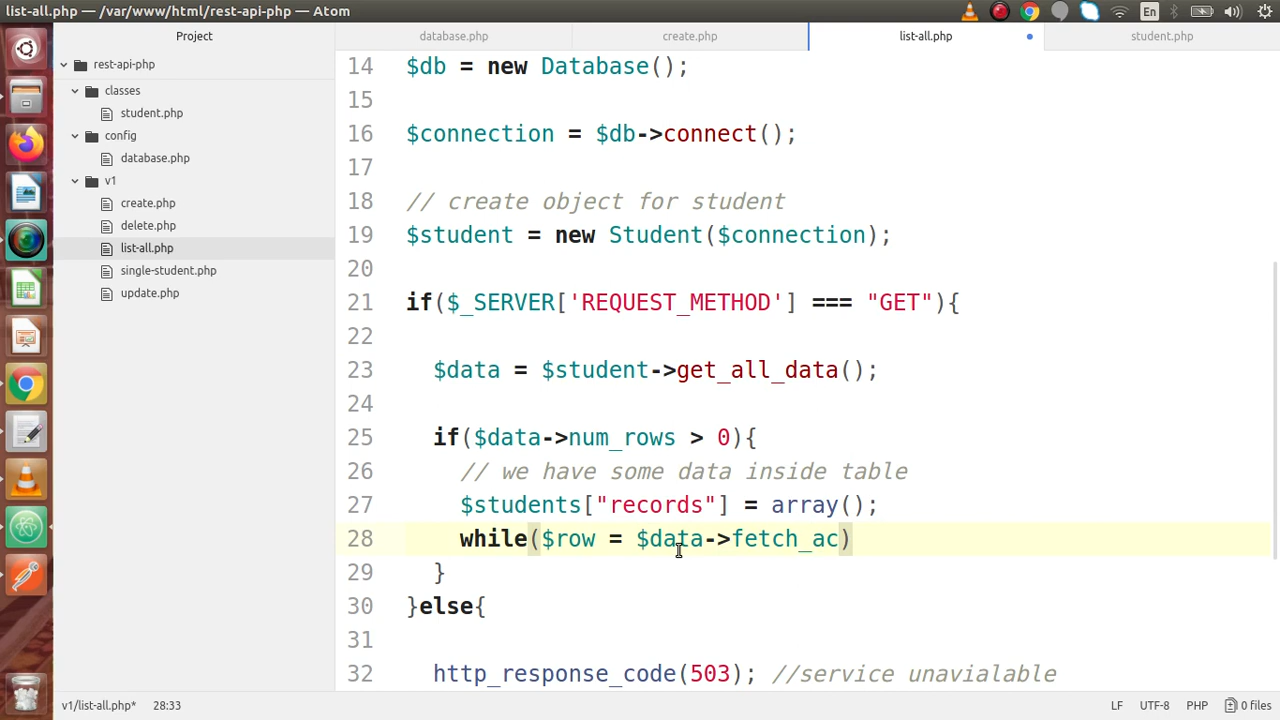 list-all.php — /var/www/html/rest-api-php — Atom
En
Project
database.php
create.php
list-all.php
student.php
rest-api-php
classes
student.php
config
database.php
v1
create.php
delete.php
list-all.php
single-student.php
update.php
14 $db = new Database();
15
16 $connection = $db->connect();
17
18 // create object for student
19 $student = new Student($connection);
20
21 if($_SERVER['REQUEST_METHOD'] === "GET"){
22
23 $data = $student->get_all_data();
24
25 if($data->num_rows > 0){
26 // we have some data inside table
27 $students["records"] = array();
28 while($row = $data->fetch_ac)
29 }
30 }else{
31
32 http_response_code(503); //service unavialable
v1/list-all.php* 28:33
LF UTF-8 PHP 0 files